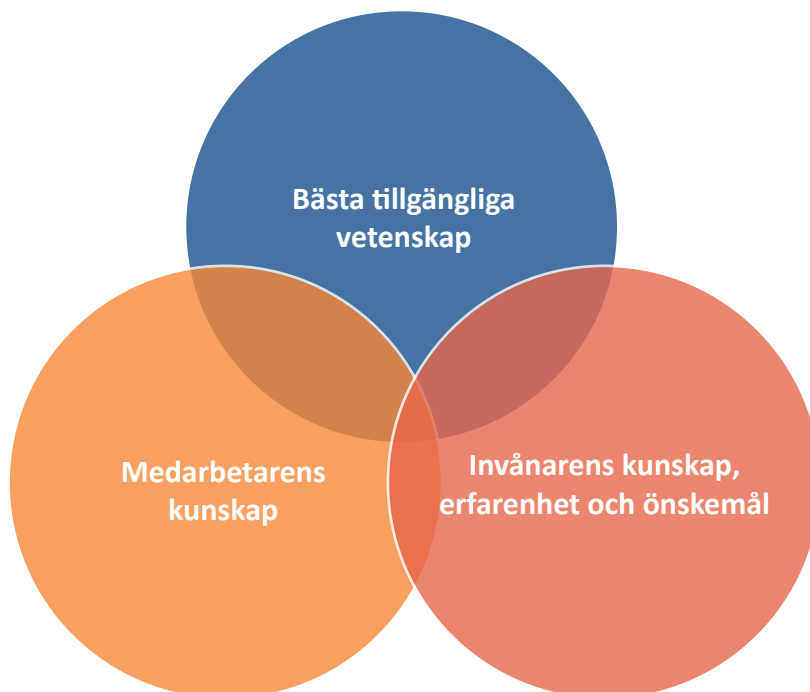 Bästa tillgängliga
vetenskap
Medarbetarens
kunskap
Invånarens kunskap,
erfarenhet och önskemål